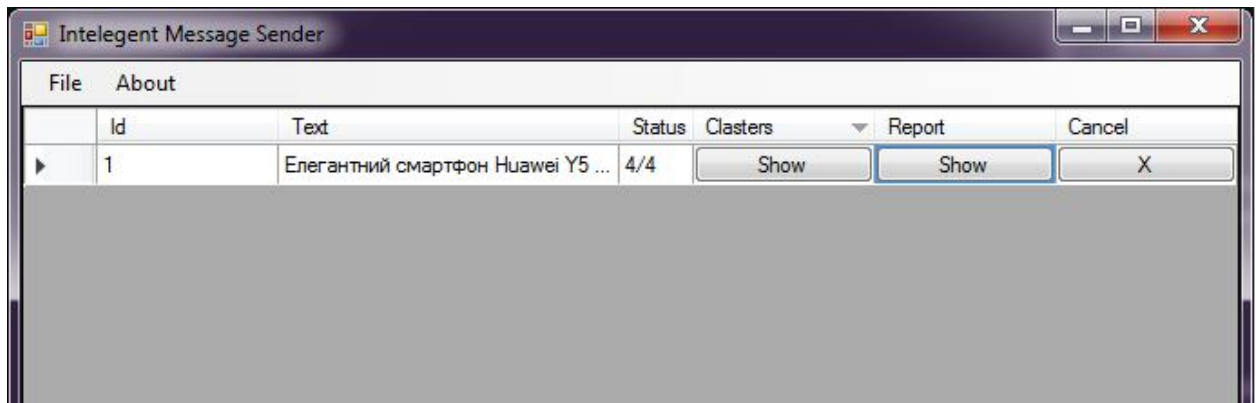 Intelegent Message Sender
File About
Id Text Status Clasters Report Cancel
1 Елегантний смартфон Huawei Y5 ... 4/4 Show Show X